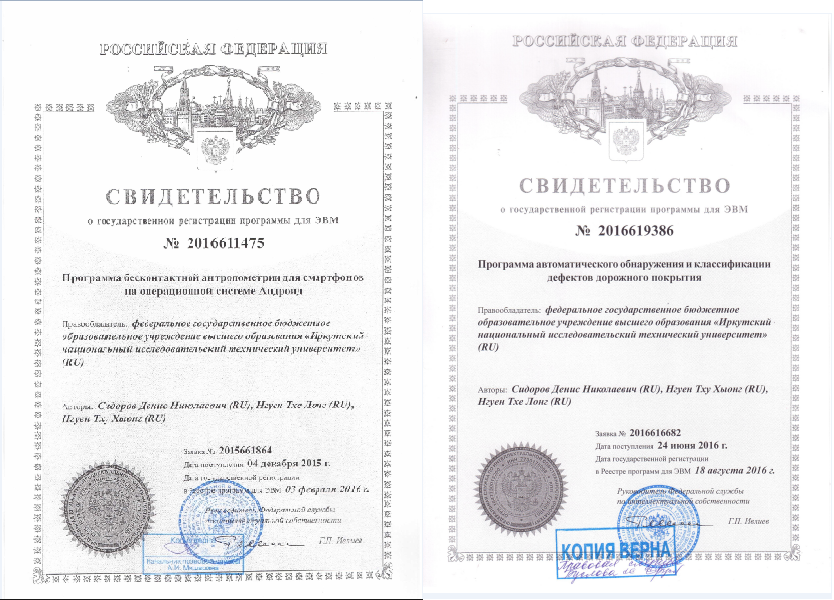 РОССИЙСКАЯ ФЕДЕРАЦИЯ
СВИДЕТЕЛЬСТВО
о государственной регистрации программы для ЭВМ
№ 2016611475
Программа бесконтактной антропометрии для смартфонов
на операционной системе Андроид
Правообладатель: федеральное государственное бюджетное
образовательное учреждение высшего образования «Иркутский
национальный исследовательский технический университет»
(RU)
Авторы: Сидоров Денис Николаевич (RU), Нгуен Тхе Лонг (RU),
Нгуен Тху Хыонг (RU)
Заявка № 2015661864
Дата поступления 04 декабря 2015 г.
Дата государственной регистрации
в Реестре программ для ЭВМ 03 февраля 2016 г.
Руководитель Федеральной службы
по интеллектуальной собственности
Г.П. Ивлиев
РОССИЙСКАЯ ФЕДЕРАЦИЯ
СВИДЕТЕЛЬСТВО
о государственной регистрации программы для ЭВМ
№ 2016619386
Программа автоматического обнаружения и классификации
дефектов дорожного покрытия
Правообладатель: федеральное государственное бюджетное
образовательное учреждение высшего образования «Иркутский
национальный исследовательский технический университет»
(RU)
Авторы: Сидоров Денис Николаевич (RU), Нгуен Тху Хыонг (RU),
Нгуен Тхе Лонг (RU)
Заявка № 2016616682
Дата поступления 24 июня 2016 г.
Дата государственной регистрации
в Реестре программ для ЭВМ 18 августа 2016 г.
Руководитель Федеральной службы
по интеллектуальной собственности
Г.П. Ивлиев
КОПИЯ ВЕРНА